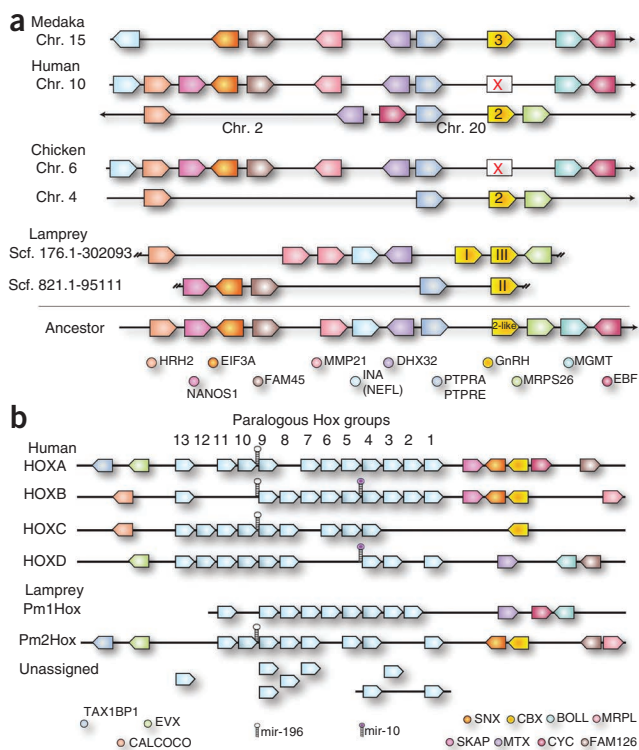 a
Medaka
Chr. 15
3
Human
Chr. 10
X
2
Chr. 2
Chr. 20
Chicken
Chr. 6
X
Chr. 4
2
Lamprey
Scf. 176.1-302093
I
III
Scf. 821.1-95111
II
Ancestor
2-like
HRH2
EIF3A
MMP21
DHX32
GnRH
MGMT
NANOS1
FAM45
INA
(NEFL)
PTPRA
PTPRE
MRPS26
EBF
b
Paralogous Hox groups
13 12 11 10 9 8 7 6 5 4 3 2 1
Human
HOXA
HOXB
HOXC
HOXD
Lamprey
Pm1Hox
Pm2Hox
Unassigned
TAX1BP1
EVX
CALCOCO
mir-196
mir-10
SNX
CBX
BOLL
MRPL
SKAP
MTX
CYC
FAM126